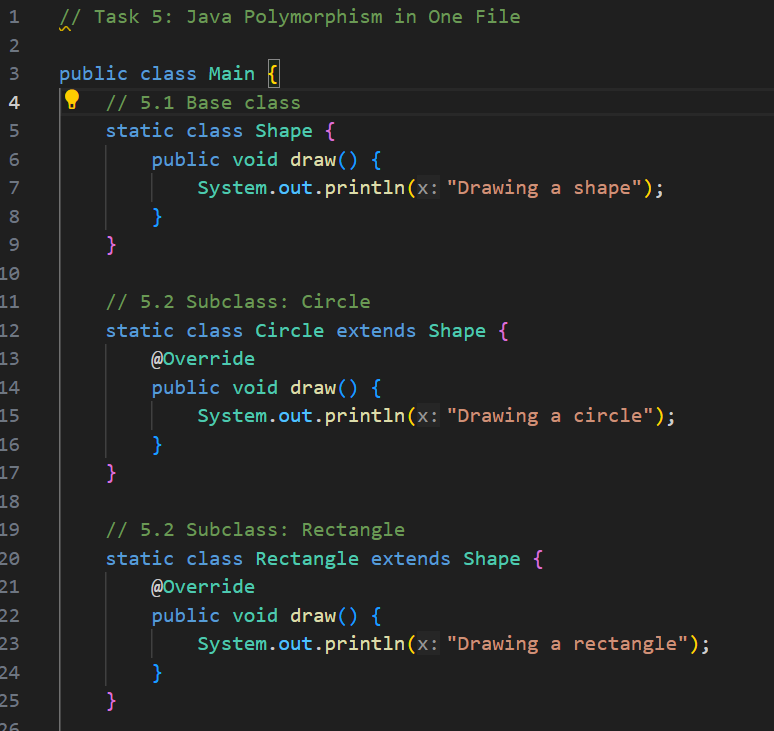 1 // Task 5: Java Polymorphism in One File
2
3 public class Main {
4     // 5.1 Base class
5     static class Shape {
6         public void draw() {
7             System.out.println(x: "Drawing a shape");
8         }
9     }
10
11     // 5.2 Subclass: Circle
12     static class Circle extends Shape {
13         @Override
14         public void draw() {
15             System.out.println(x: "Drawing a circle");
16         }
17     }
18
19     // 5.2 Subclass: Rectangle
20     static class Rectangle extends Shape {
21         @Override
22         public void draw() {
23             System.out.println(x: "Drawing a rectangle");
24         }
25     }
26